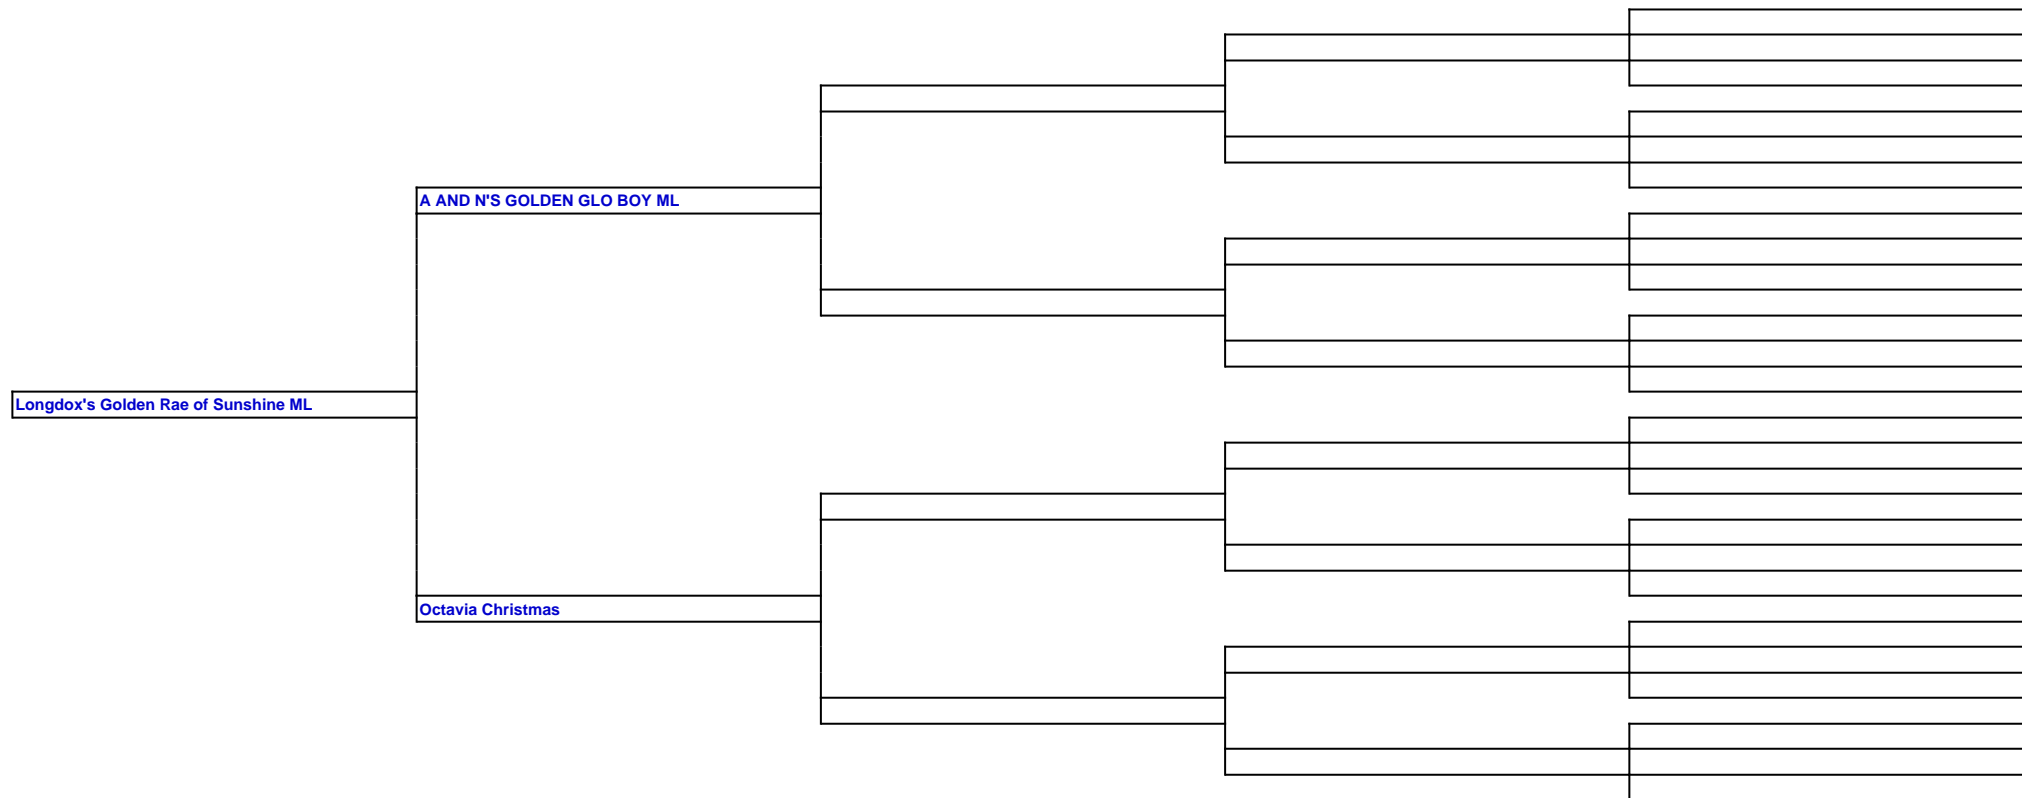 A AND N'S GOLDEN GLO BOY ML
Longdox's Golden Rae of Sunshine ML
Octavia Christmas